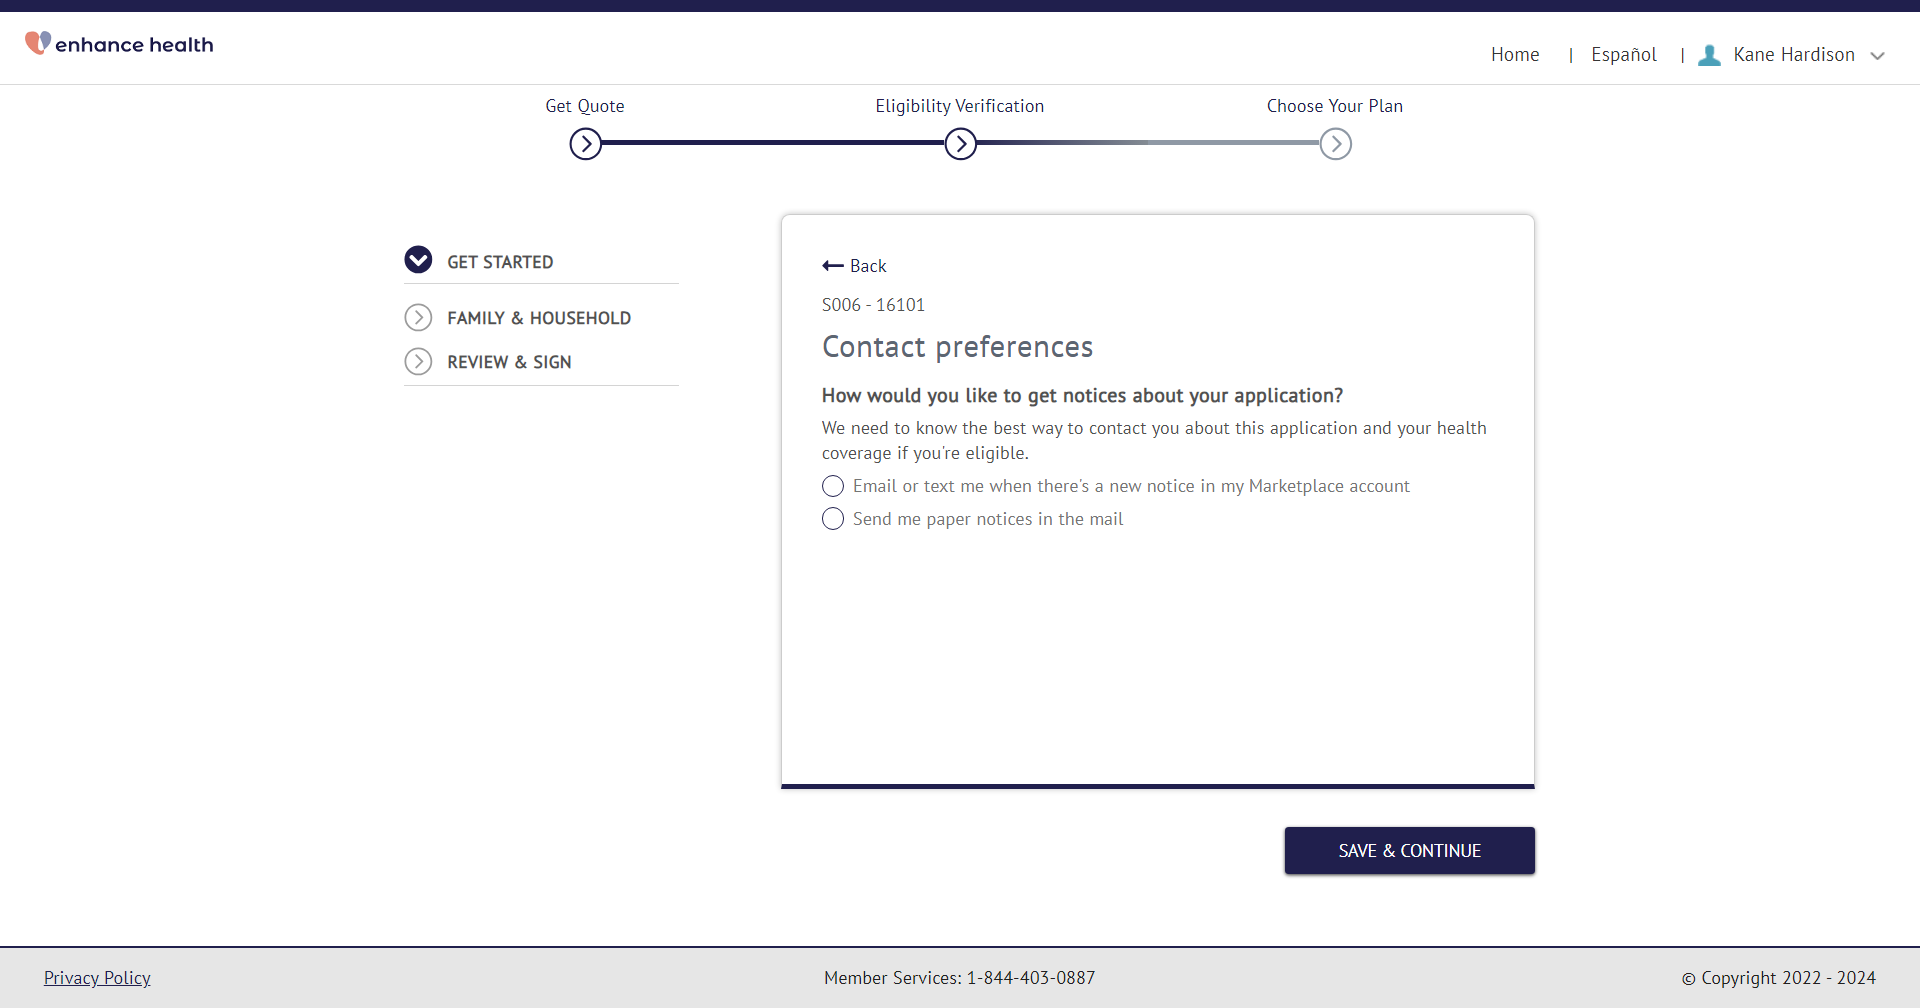 enhance health
Home | Español | Kane Hardison
Get Quote
Eligibility Verification
Choose Your Plan
GET STARTED
FAMILY & HOUSEHOLD
REVIEW & SIGN
Back
S006 - 16101
Contact preferences
How would you like to get notices about your application?
We need to know the best way to contact you about this application and your health
coverage if you're eligible.
Email or text me when there's a new notice in my Marketplace account
Send me paper notices in the mail
SAVE & CONTINUE
Privacy Policy
Member Services: 1-844-403-0887
© Copyright 2022 - 2024